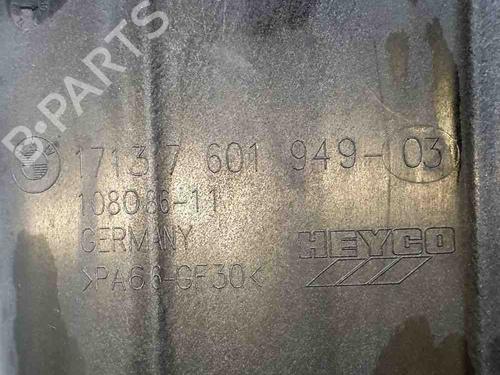 B-PARTS
1713 7 601 949-03
108086-11
GERMANY
HEYCO
>PA66-GF30<